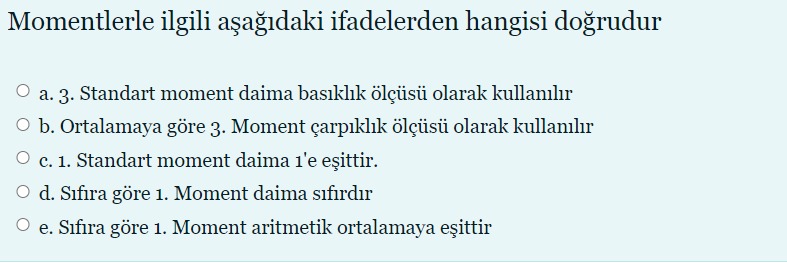 Momentlerle ilgili aşağıdaki ifadelerden hangisi doğrudur
a. 3. Standart moment daima basıklık ölçüsü olarak kullanılır
b. Ortalamaya göre 3. Moment çarpıklık ölçüsü olarak kullanılır
c. 1. Standart moment daima 1'e eşittir.
d. Sıfıra göre 1. Moment daima sıfırdır
e. Sıfıra göre 1. Moment aritmetik ortalamaya eşittir